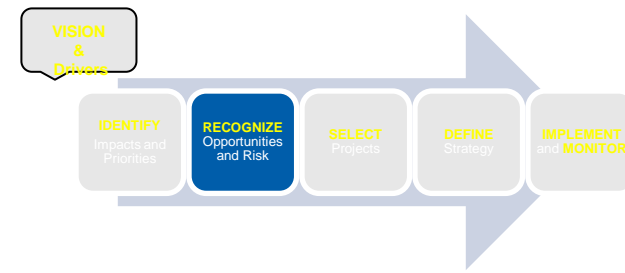 VISION
&
Drivers
IDENTIFY
Impacts and
Priorities
RECOGNIZE
Opportunities
and Risk
SELECT
Projects
DEFINE
Strategy
IMPLEMENT
and MONITOR